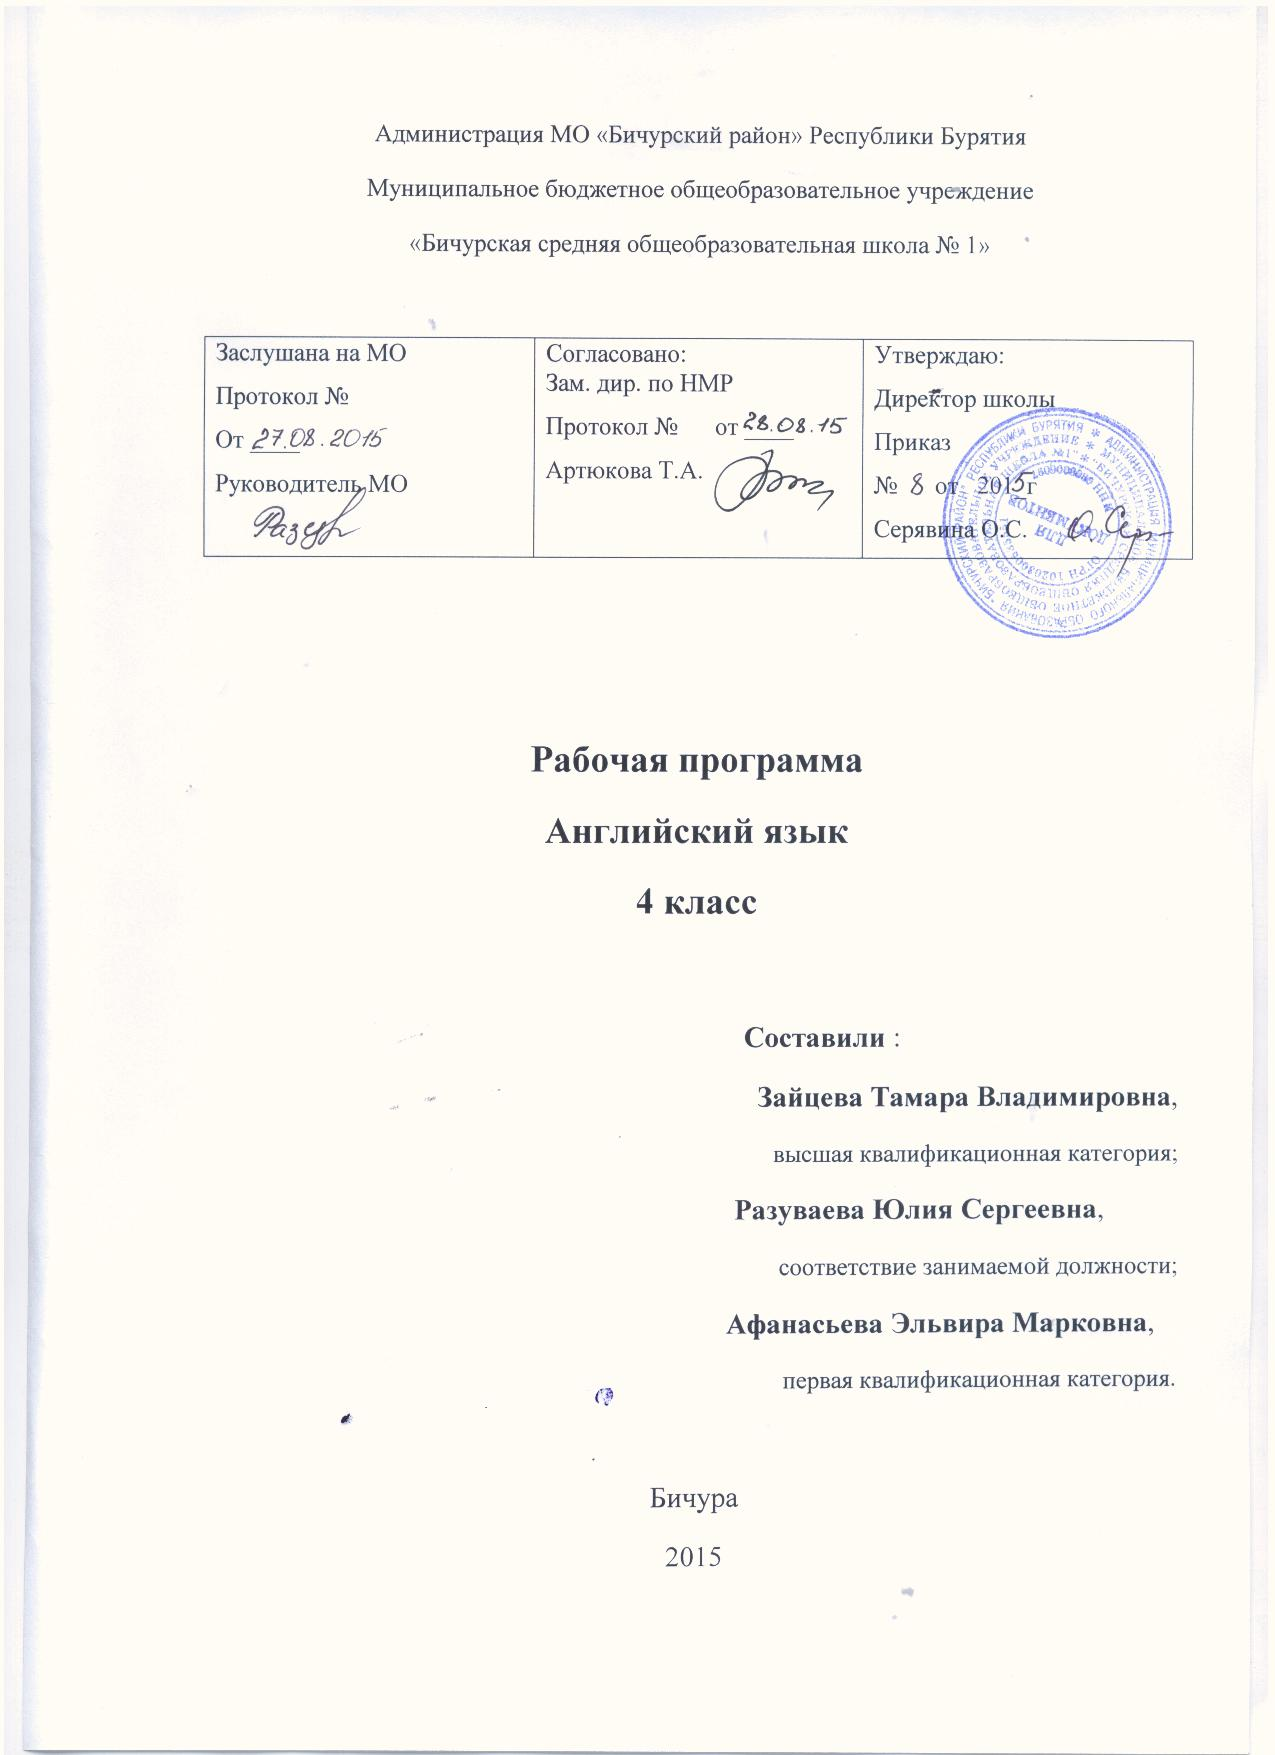 Администрация МО «Бичурский район» Республики Бурятия
Муниципальное бюджетное общеобразовательное учреждение
«Бичурская средняя общеобразовательная школа № 1»
Заслушана на МО
Протокол №
От 27.08.2015
Руководитель МО
Разув
Согласовано:
Зам. дир. по НМР
Протокол № от 28.08.15
Артюкова Т.А.
Утверждаю:
Директор школы
Приказ
№ 8 от 2015г
Серявина О.С.
ДЛЯ ДОКУМЕНТОВ
Рабочая программа
Английский язык
4 класс
Составили :
Зайцева Тамара Владимировна,
высшая квалификационная категория;
Разуваева Юлия Сергеевна,
соответствие занимаемой должности;
Афанасьева Эльвира Марковна,
первая квалификационная категория.
Бичура
2015